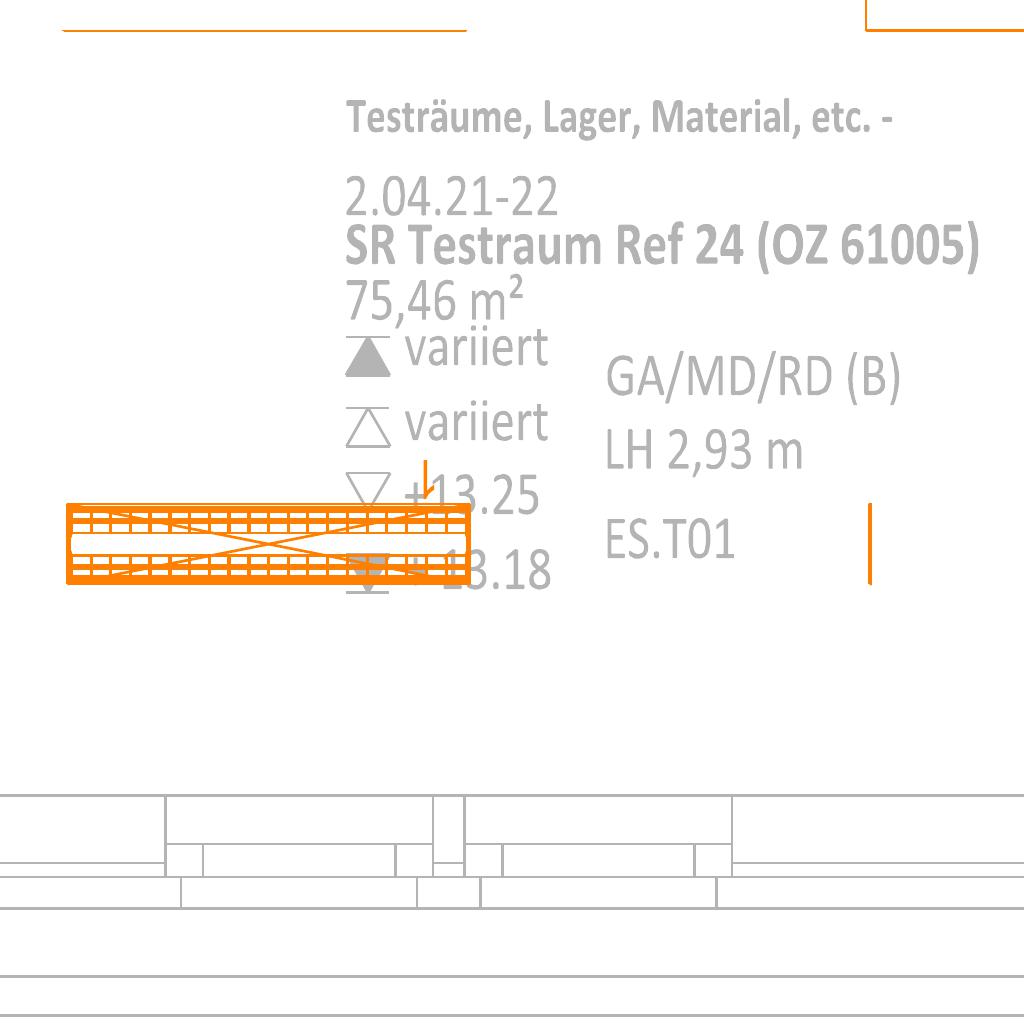 Testräume, Lager, Material, etc. -
2.04.21-22
SR Testraum Ref 24 (OZ 61005)
75,46 m²
variiert
GA/MD/RD (B)
variiert
LH 2,93 m
+13.25
ES.T01
+13.18